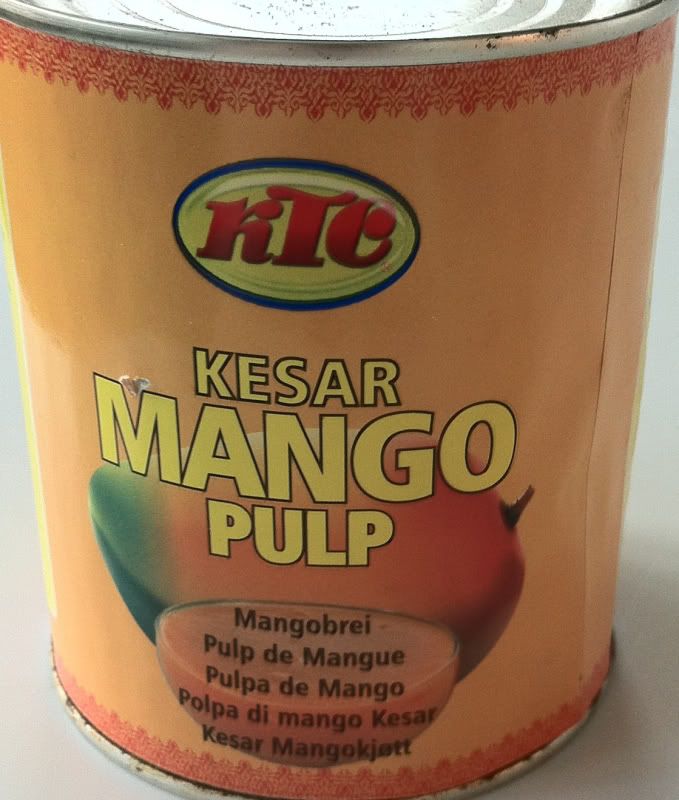 KTC
KESAR
MANGO
PULP
Mangobrei
Pulp de Mangue
Pulpa de Mango
Polpa di mango Kesar
Kesar Mangokjøtt